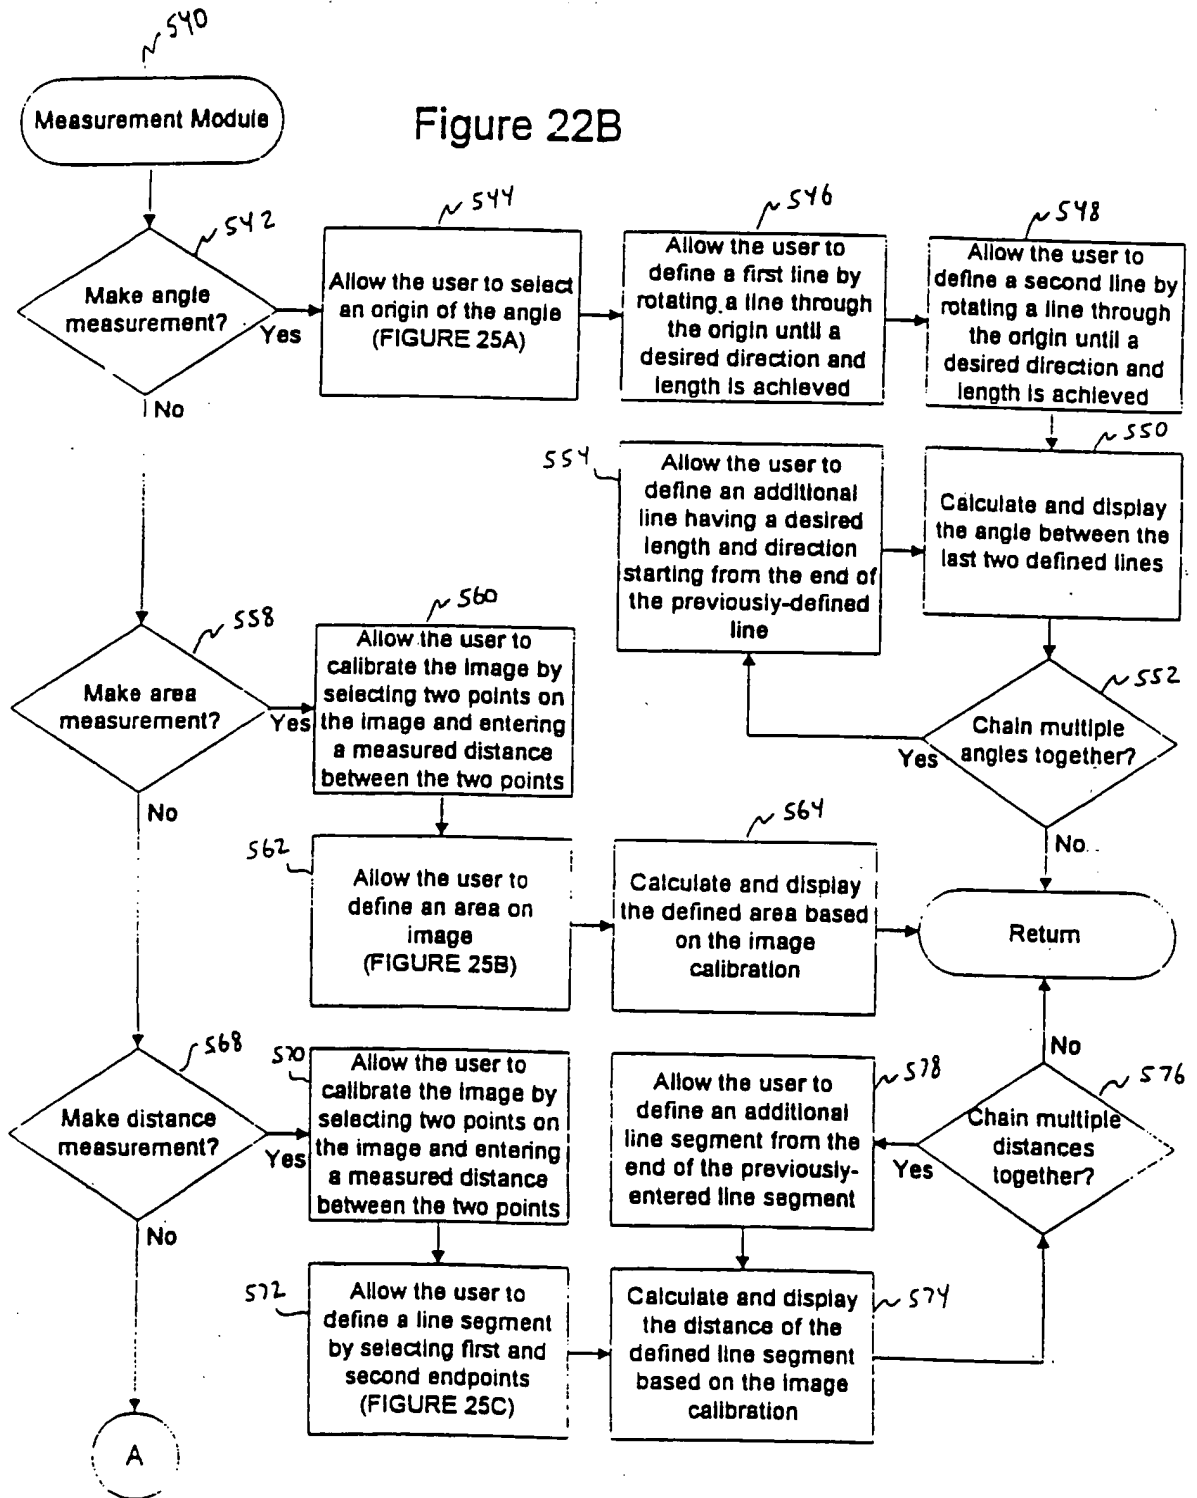 540
Measurement Module
Figure 22B
542
Make angle
measurement?
Yes
No
544
Allow the user to select
an origin of the angle
(FIGURE 25A)
546
Allow the user to
define a first line by
rotating a line through
the origin until a
desired direction and
length is achieved
548
Allow the user to
define a second line by
rotating a line through
the origin until a
desired direction and
length is achieved
550
Calculate and display
the angle between the
last two defined lines
554
Allow the user to
define an additional
line having a desired
length and direction
starting from the end of
the previously-defined
line
552
Chain multiple
angles together?
Yes
No
558
Make area
measurement?
Yes
No
560
Allow the user to
calibrate the image by
selecting two points on
the image and entering
a measured distance
between the two points
562
Allow the user to
define an area on
image
(FIGURE 25B)
564
Calculate and display
the defined area based
on the image
calibration
Return
568
Make distance
measurement?
Yes
No
570
Allow the user to
calibrate the image by
selecting two points on
the image and entering
a measured distance
between the two points
572
Allow the user to
define a line segment
by selecting first and
second endpoints
(FIGURE 25C)
578
Allow the user to
define an additional
line segment from the
end of the previously-
entered line segment
574
Calculate and display
the distance of the
defined line segment
based on the image
calibration
576
Chain multiple
distances
together?
Yes
No
A